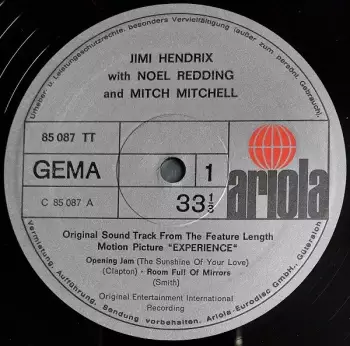 Urheber- u. Leistungsschutzrechte, besonders Vervielfältigung (außer zum persönl. Gebrauch),
JIMI HENDRIX
with NOEL REDDING
and MITCH MITCHELL
85 087 TT
GEMA
1
C 85 087 A
33 1/3
ariola
Original Sound Track From The Feature Length
Motion Picture "EXPERIENCE"
Opening Jam (The Sunshine Of Your Love)
(Clapton) · Room Full Of Mirrors
(Smith)
Original Entertainment International
Recording
Vermietung, Aufführung, Sendung vorbehalten. Ariola-Eurodisc GmbH., Gütersloh